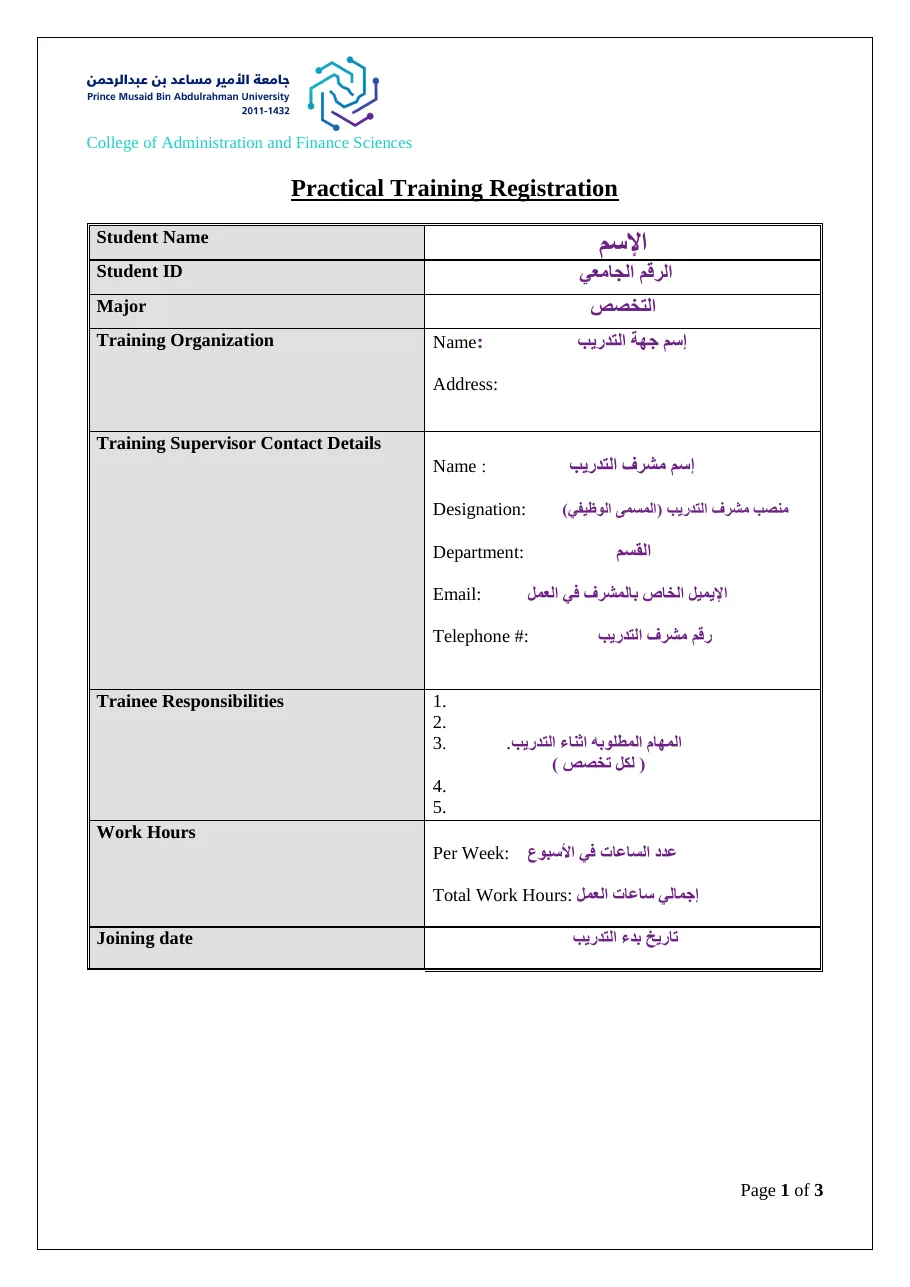 جامعة الأمير مساعد بن عبدالرحمن
Prince Musaid Bin Abdulrahman University
2011-1432
College of Administration and Finance Sciences
Practical Training Registration
Student Name الإسم
Student ID الرقم الجامعي
Major التخصص
Training Organization
Name: إسم جهة التدريب
Address:
Training Supervisor Contact Details
Name : إسم مشرف التدريب
Designation: منصب مشرف التدريب (المسمى الوظيفي)
Department: القسم
Email: الإيميل الخاص بالمشرف في العمل
Telephone #: رقم مشرف التدريب
Trainee Responsibilities
1.
2.
3. المهام المطلوبه اثناء التدريب.
( لكل تخصص )
4.
5.
Work Hours
Per Week: عدد الساعات في الأسبوع
Total Work Hours: إجمالي ساعات العمل
Joining date تاريخ بدء التدريب
Page 1 of 3